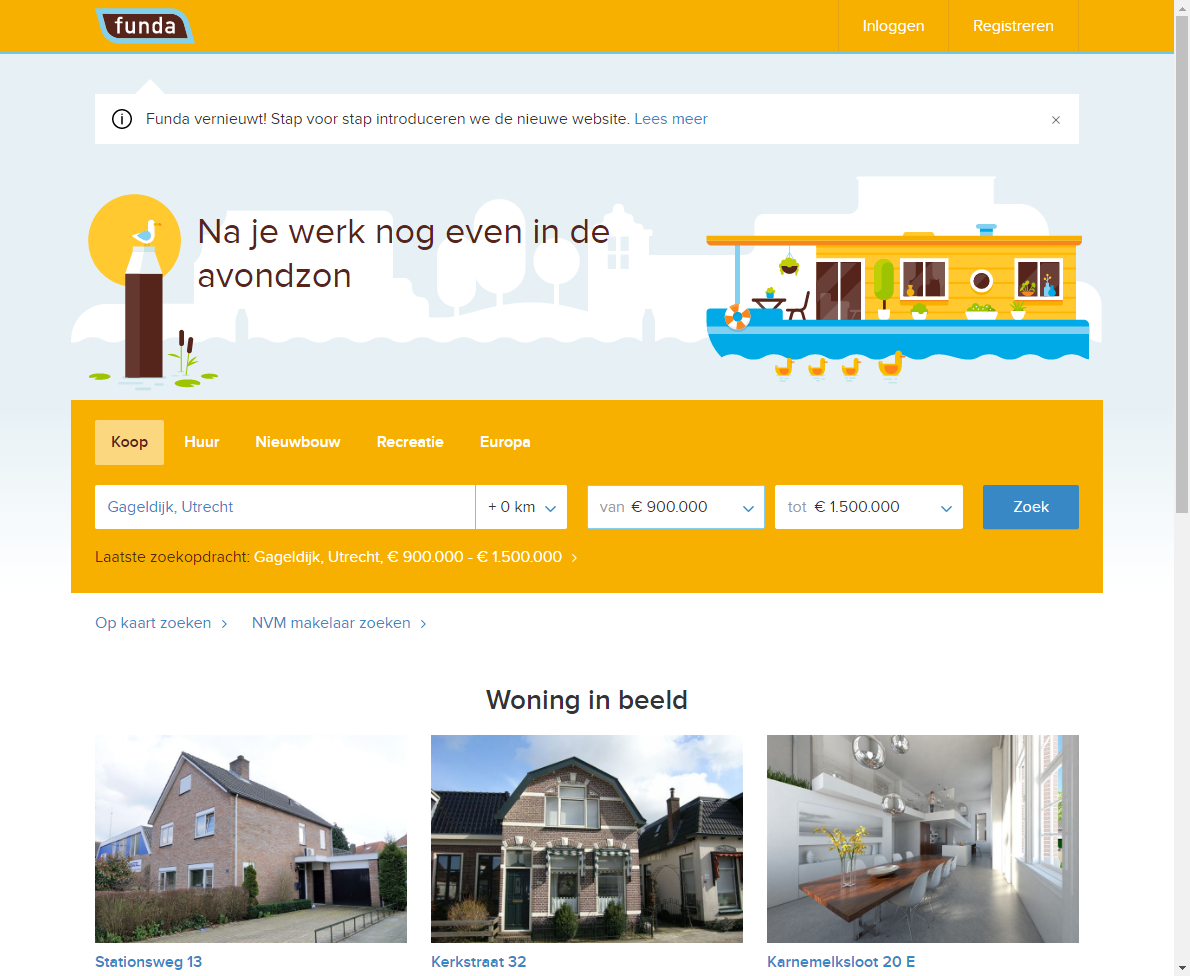 funda
Inloggen
Registreren
Funda vernieuwt! Stap voor stap introduceren we de nieuwe website. Lees meer
Na je werk nog even in de
avondzon
Koop
Huur
Nieuwbouw
Recreatie
Europa
Gageldijk, Utrecht
+ 0 km
van € 900.000
tot € 1.500.000
Zoek
Laatste zoekopdracht: Gageldijk, Utrecht, € 900.000 - € 1.500.000
Op kaart zoeken
NVM makelaar zoeken
Woning in beeld
Stationsweg 13
Kerkstraat 32
Karnemelksloot 20 E